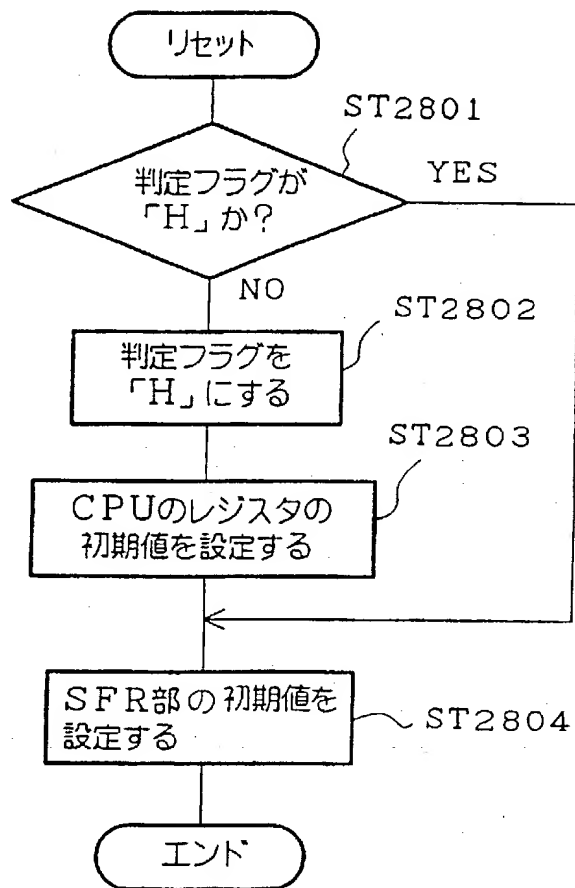 リセット
ST2801
判定フラグが
「H」か?
YES
NO
ST2802
判定フラグを
「H」にする
ST2803
CPUのレジスタの
初期値を設定する
SFR部の初期値を
設定する
ST2804
エンド